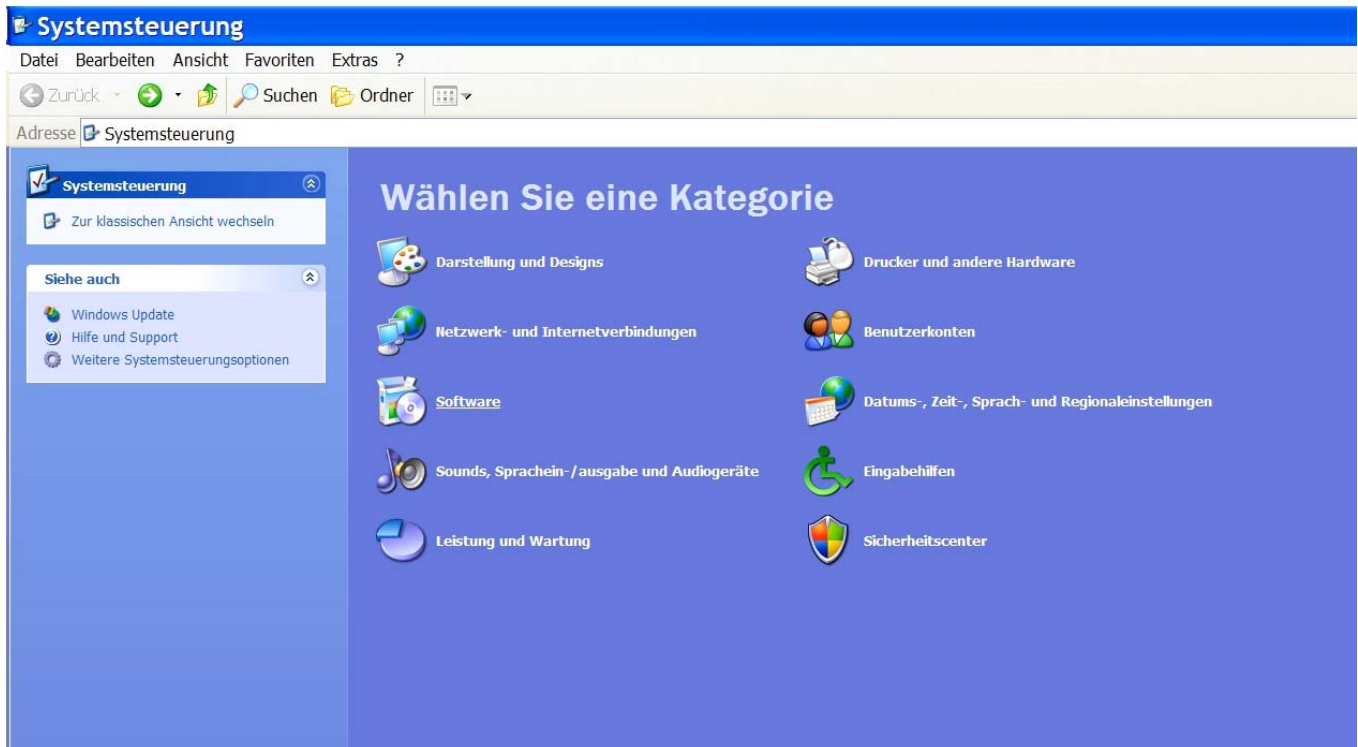 Systemsteuerung
Datei Bearbeiten Ansicht Favoriten Extras ?
Zurück Suchen Ordner
Adresse Systemsteuerung
Systemsteuerung
Zur klassischen Ansicht wechseln
Siehe auch
Windows Update
Hilfe und Support
Weitere Systemsteuerungsoptionen
Wählen Sie eine Kategorie
Darstellung und Designs
Drucker und andere Hardware
Netzwerk- und Internetverbindungen
Benutzerkonten
Software
Datums-, Zeit-, Sprach- und Regionaleinstellungen
Sounds, Sprachein-/ausgabe und Audiogeräte
Eingabehilfen
Leistung und Wartung
Sicherheitscenter